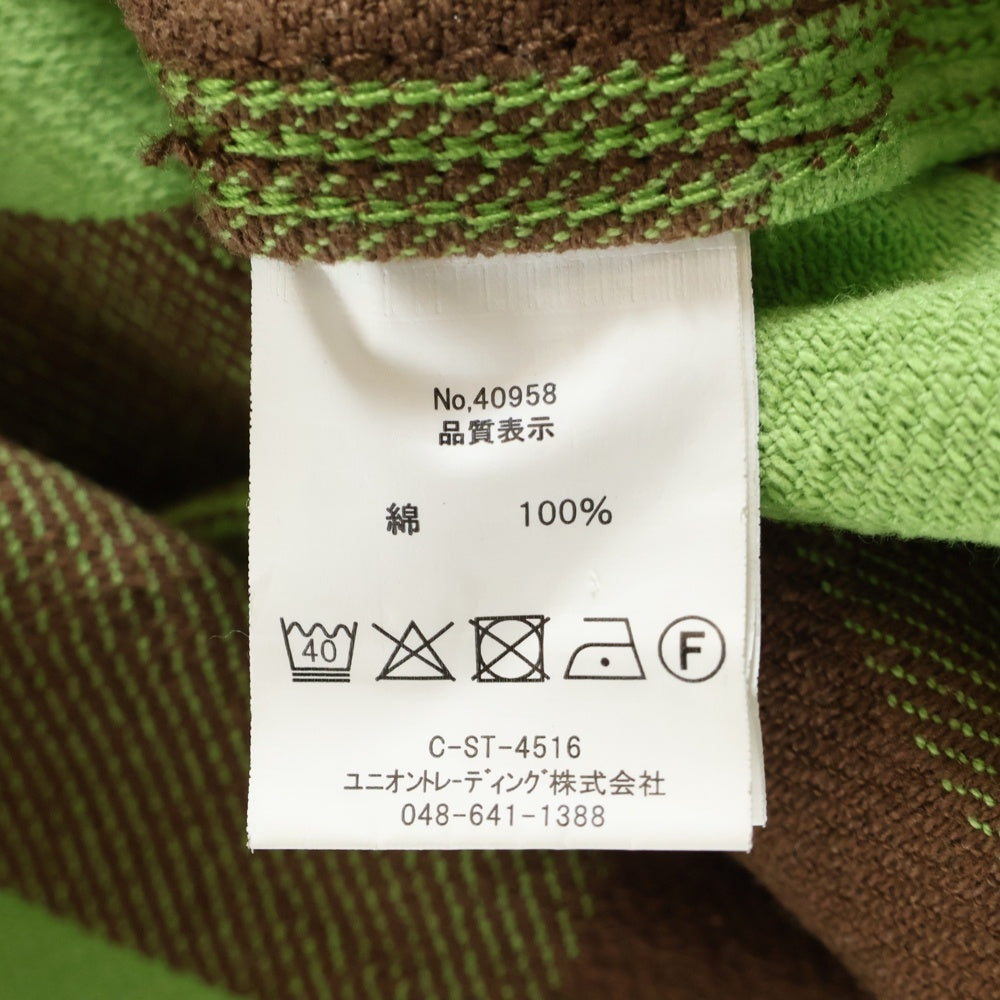 No,40958
品質表示
綿 100%
40 F
C-ST-4516
ユニオントレーディング株式会社
048-641-1388